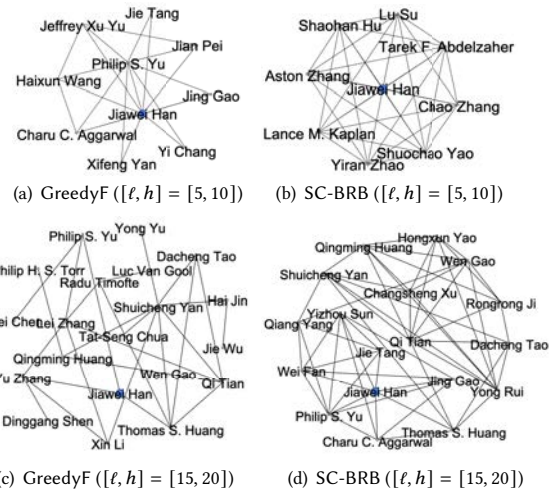 Jie Tang
Jeffrey Xu Yu
Jian Pei
Philip S. Yu
Haixun Wang
Jing Gao
Jiawei Han
Charu C. Aggarwal
Yi Chang
Xifeng Yan
(a) GreedyF ([ℓ, h] = [5, 10])
Lu Su
Shaohan Hu
Tarek F Abdelzaher
Aston Zhang
Jiawei Han
Chao Zhang
Lance M. Kaplan
Shuochao Yao
Yiran Zhao
(b) SC-BRB ([ℓ, h] = [5, 10])
Yong Yu
Philip S. Yu
Dacheng Tao
Philip H. S. Torr
Luc Van Gool
Radu Timofte
Hai Jin
Shuicheng Yan
ei Chen
Lei Zhang
Tat-Seng Chua
Jie Wu
Qingming Huang
Wen Gao
Yu Zhang
Qi Tian
Jiawei Han
Dinggang Shen
Thomas S. Huang
Xin Li
(c) GreedyF ([ℓ, h] = [15, 20])
Hongxun Yao
Qingming Huang
Wen Gao
Shuicheng Yan
Changsheng Xu
Rongrong Ji
Yizhou Sun
Qiang Yang
Qi Tian
Dacheng Tao
Jie Tang
Wei Fan
Jing Gao
Jiawei Han
Yong Rui
Philip S. Yu
Thomas S. Huang
Charu C. Aggarwal
(d) SC-BRB ([ℓ, h] = [15, 20])